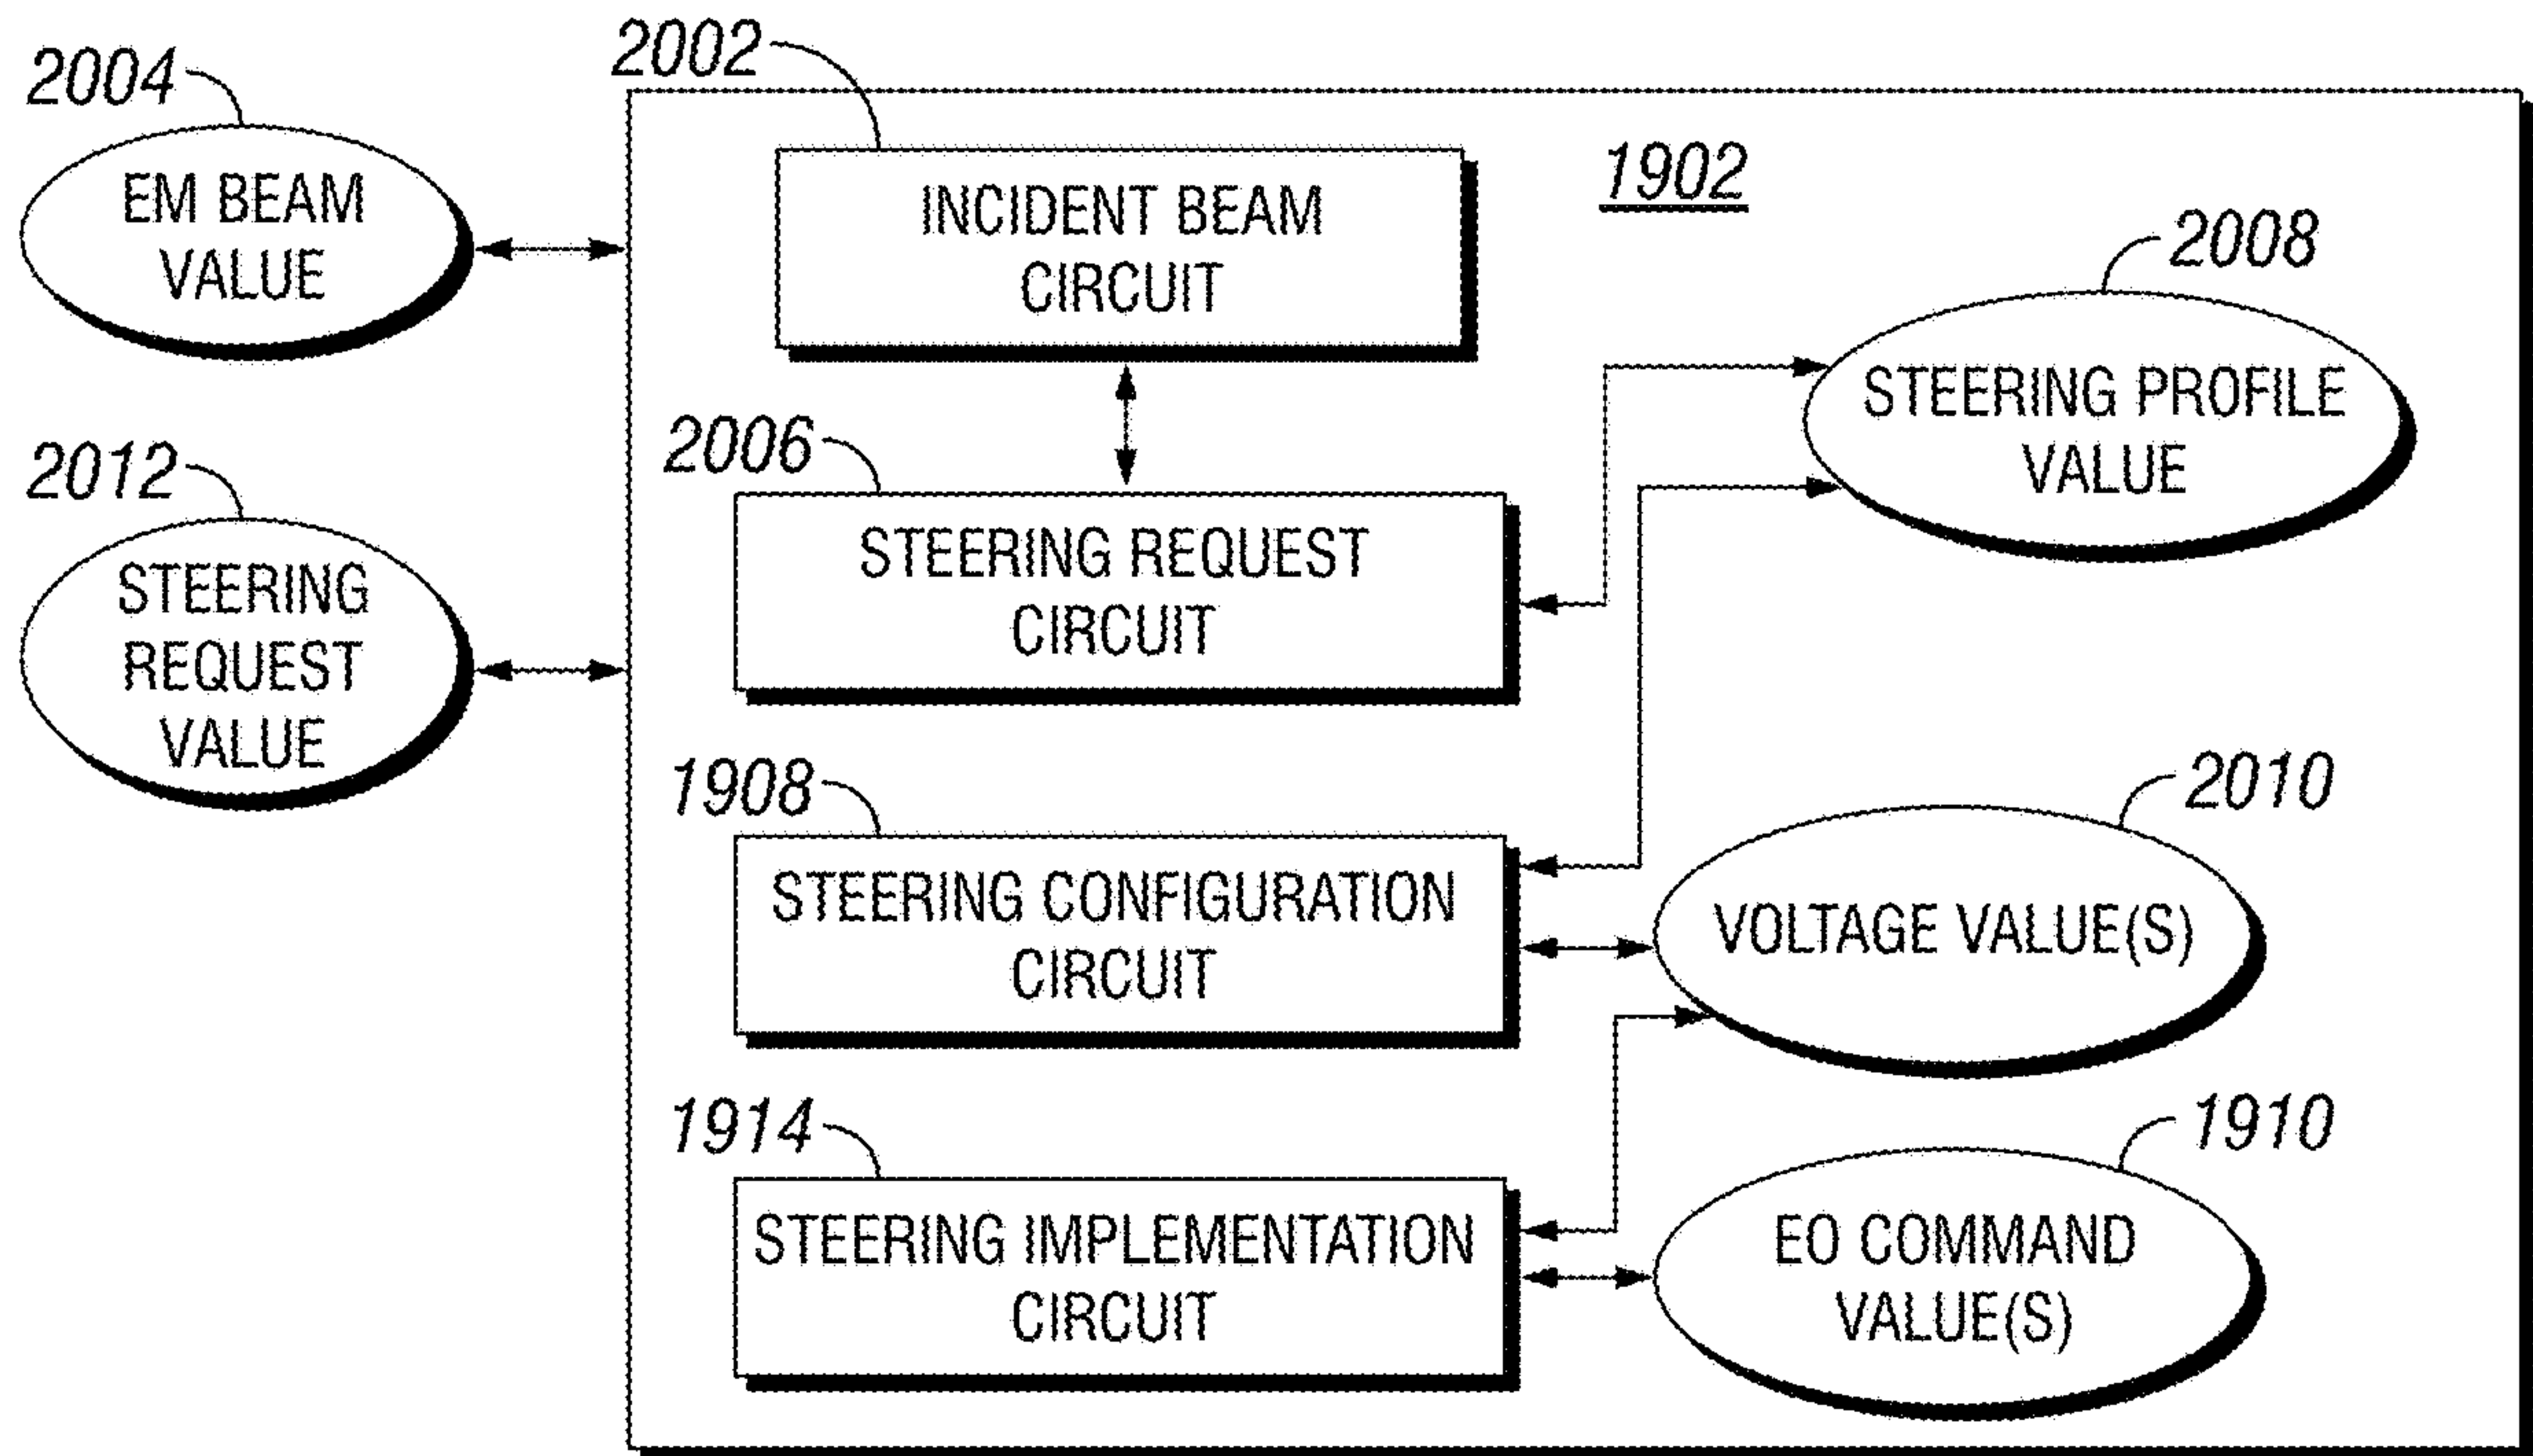 2002
2004
EM BEAM
VALUE
INCIDENT BEAM
CIRCUIT
1902
2008
STEERING PROFILE
VALUE
2006
2012
STEERING REQUEST
CIRCUIT
STEERING
REQUEST
VALUE
1908
2010
STEERING CONFIGURATION
CIRCUIT
VOLTAGE VALUE(S)
1914
1910
STEERING IMPLEMENTATION
CIRCUIT
EO COMMAND
VALUE(S)